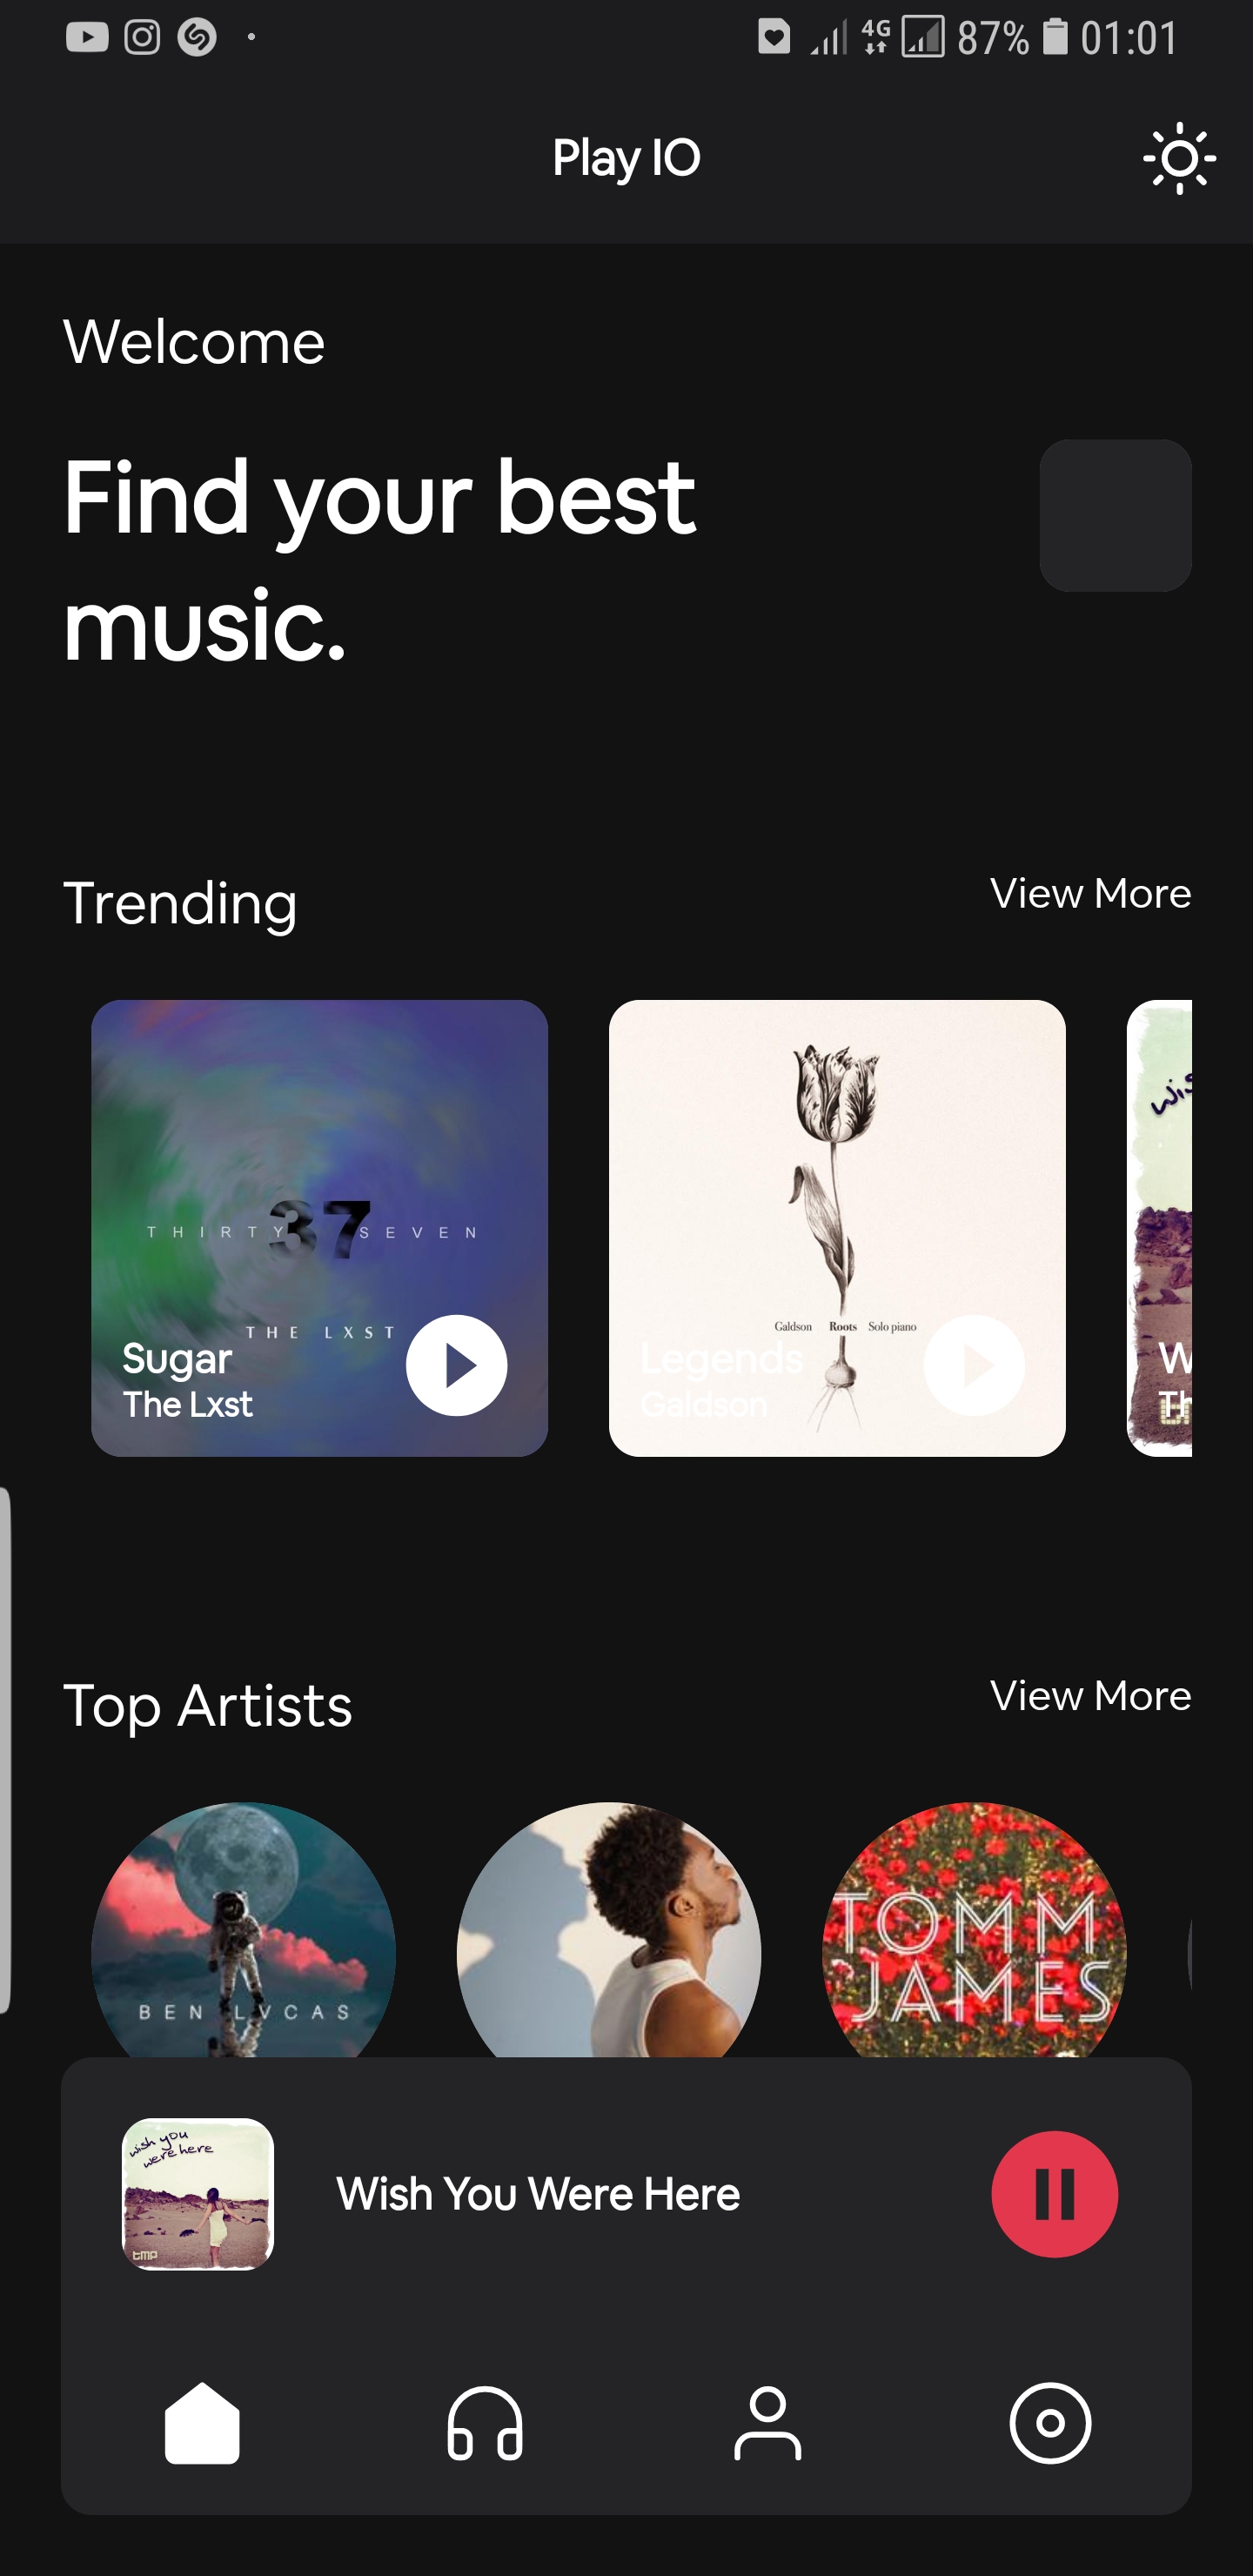 4G 87% 01:01
Play IO
Welcome
Find your best
music.
Trending
View More
THIRTY 37 SEVEN
THE LXST
Sugar
The Lxst
Galdson Roots Solo piano
Legends
Galdson
Top Artists
View More
BEN LVCAS
TOMM
JAMES
wish you
were here
tmp
Wish You Were Here